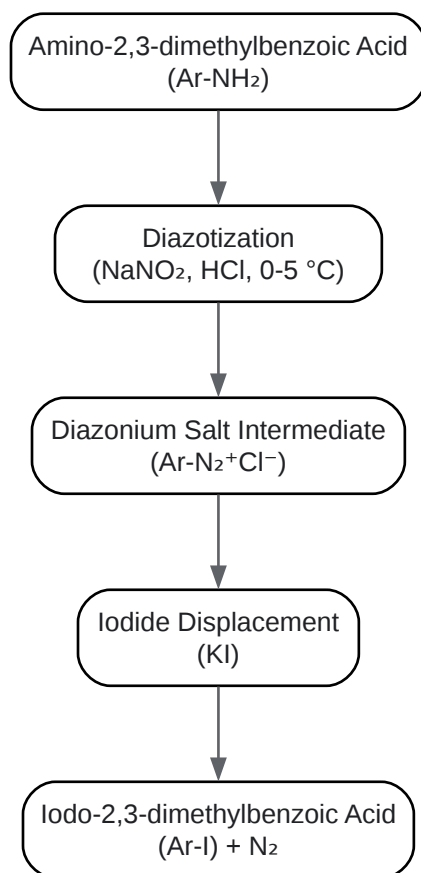 Amino-2,3-dimethylbenzoic Acid
(Ar-NH₂)
Diazotization
(NaNO₂, HCl, 0-5 °C)
Diazonium Salt Intermediate
(Ar-N₂⁺Cl⁻)
Iodide Displacement
(KI)
Iodo-2,3-dimethylbenzoic Acid
(Ar-I) + N₂